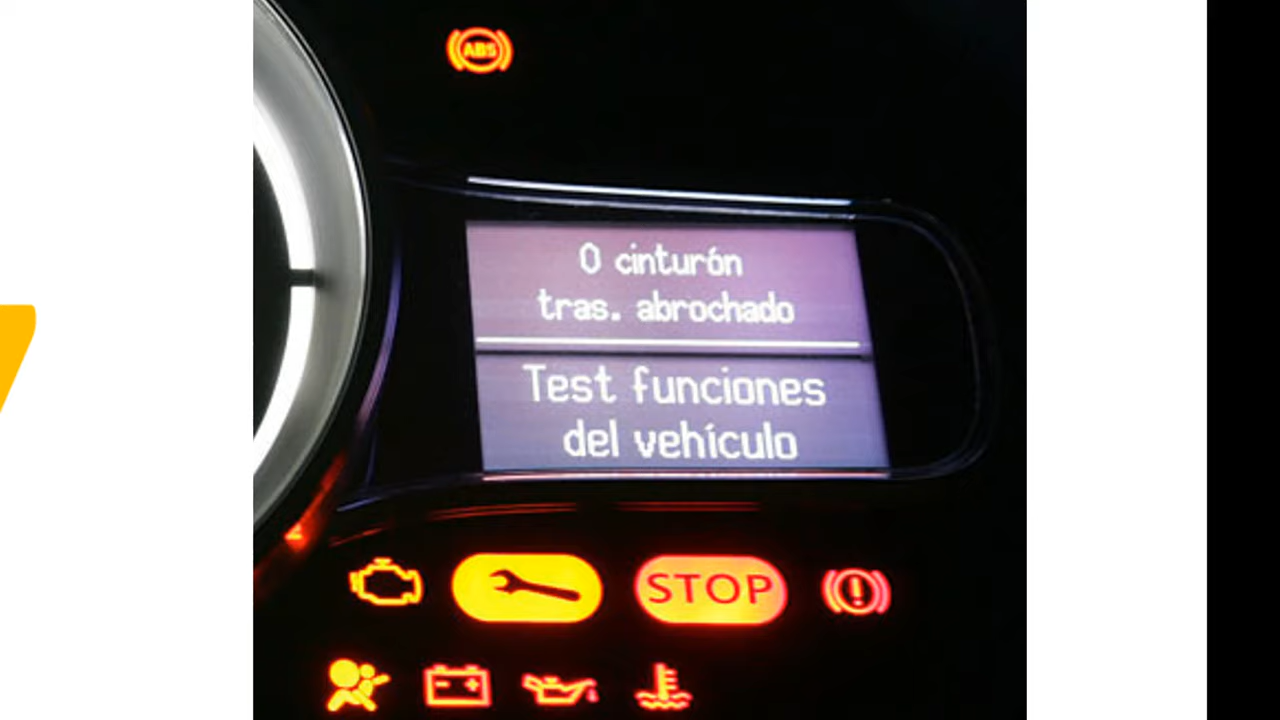 ABS
0 cinturón
tras. abrochado
Test funciones
del vehículo
STOP